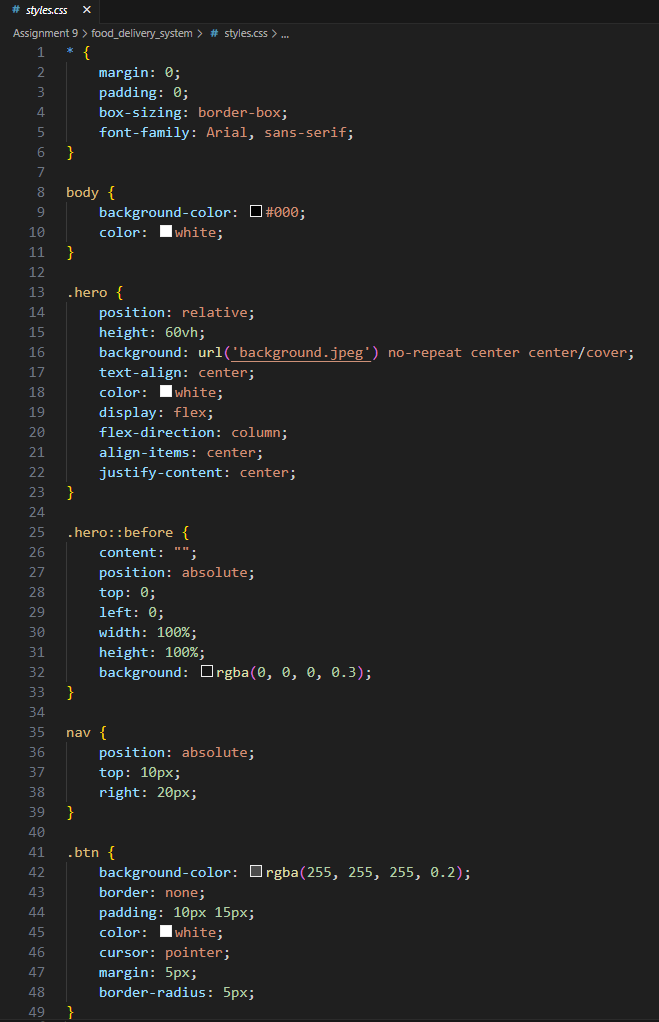 # styles.css ×
Assignment 9 > food_delivery_system > # styles.css > ...
1 * {
2     margin: 0;
3     padding: 0;
4     box-sizing: border-box;
5     font-family: Arial, sans-serif;
6 }
7
8 body {
9     background-color: #000;
10     color: white;
11 }
12
13 .hero {
14     position: relative;
15     height: 60vh;
16     background: url('background.jpeg') no-repeat center center/cover;
17     text-align: center;
18     color: white;
19     display: flex;
20     flex-direction: column;
21     align-items: center;
22     justify-content: center;
23 }
24
25 .hero::before {
26     content: "";
27     position: absolute;
28     top: 0;
29     left: 0;
30     width: 100%;
31     height: 100%;
32     background: rgba(0, 0, 0, 0.3);
33 }
34
35 nav {
36     position: absolute;
37     top: 10px;
38     right: 20px;
39 }
40
41 .btn {
42     background-color: rgba(255, 255, 255, 0.2);
43     border: none;
44     padding: 10px 15px;
45     color: white;
46     cursor: pointer;
47     margin: 5px;
48     border-radius: 5px;
49 }